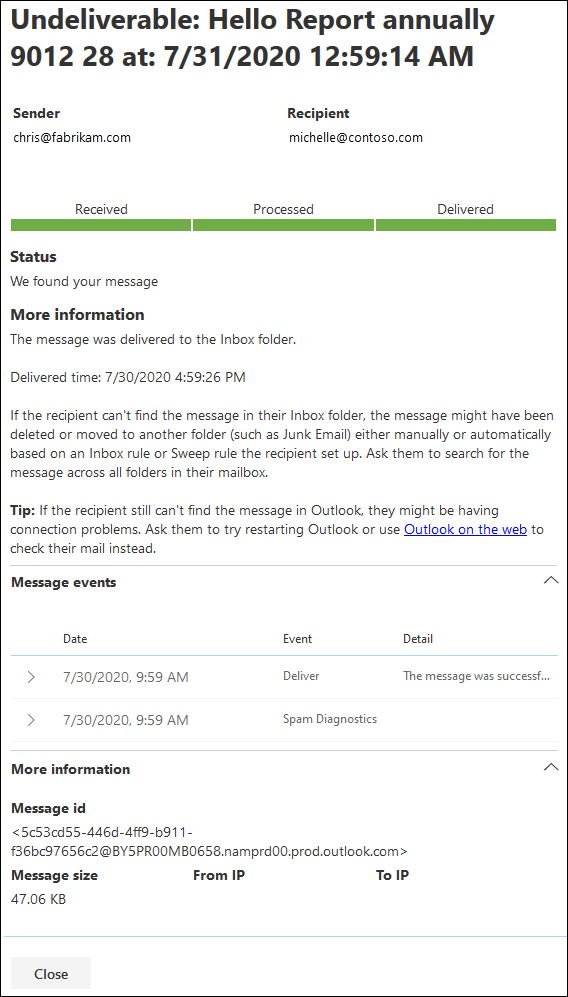 Undeliverable: Hello Report annually
9012 28 at: 7/31/2020 12:59:14 AM
Sender Recipient
chris@fabrikam.com michelle@contoso.com
Received Processed Delivered
Status
We found your message
More information
The message was delivered to the Inbox folder.
Delivered time: 7/30/2020 4:59:26 PM
If the recipient can't find the message in their Inbox folder, the message might have been
deleted or moved to another folder (such as Junk Email) either manually or automatically
based on an Inbox rule or Sweep rule the recipient set up. Ask them to search for the
message across all folders in their mailbox.
Tip: If the recipient still can't find the message in Outlook, they might be having
connection problems. Ask them to try restarting Outlook or use Outlook on the web to
check their mail instead.
Message events
Date Event Detail
7/30/2020, 9:59 AM Deliver The message was successf...
7/30/2020, 9:59 AM Spam Diagnostics
More information
Message id
<5c53cd55-446d-4ff9-b911-
f36bc97656c2@BY5PR00MB0658.namprd00.prod.outlook.com>
Message size From IP To IP
47.06 KB
Close